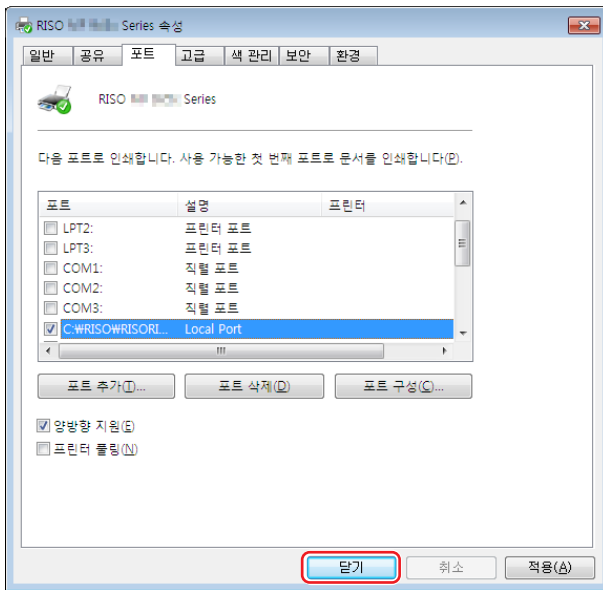 RISO Series 속성
일반 공유 포트 고급 색 관리 보안 환경
RISO Series
다음 포트로 인쇄합니다. 사용 가능한 첫 번째 포트로 문서를 인쇄합니다(P).
포트 설명 프린터
LPT2: 프린터 포트
LPT3: 프린터 포트
COM1: 직렬 포트
COM2: 직렬 포트
COM3: 직렬 포트
C:₩RISO₩RISORI... Local Port
포트 추가(T)... 포트 삭제(D) 포트 구성(C)...
양방향 지원(E)
프린터 풀링(N)
닫기 취소 적용(A)